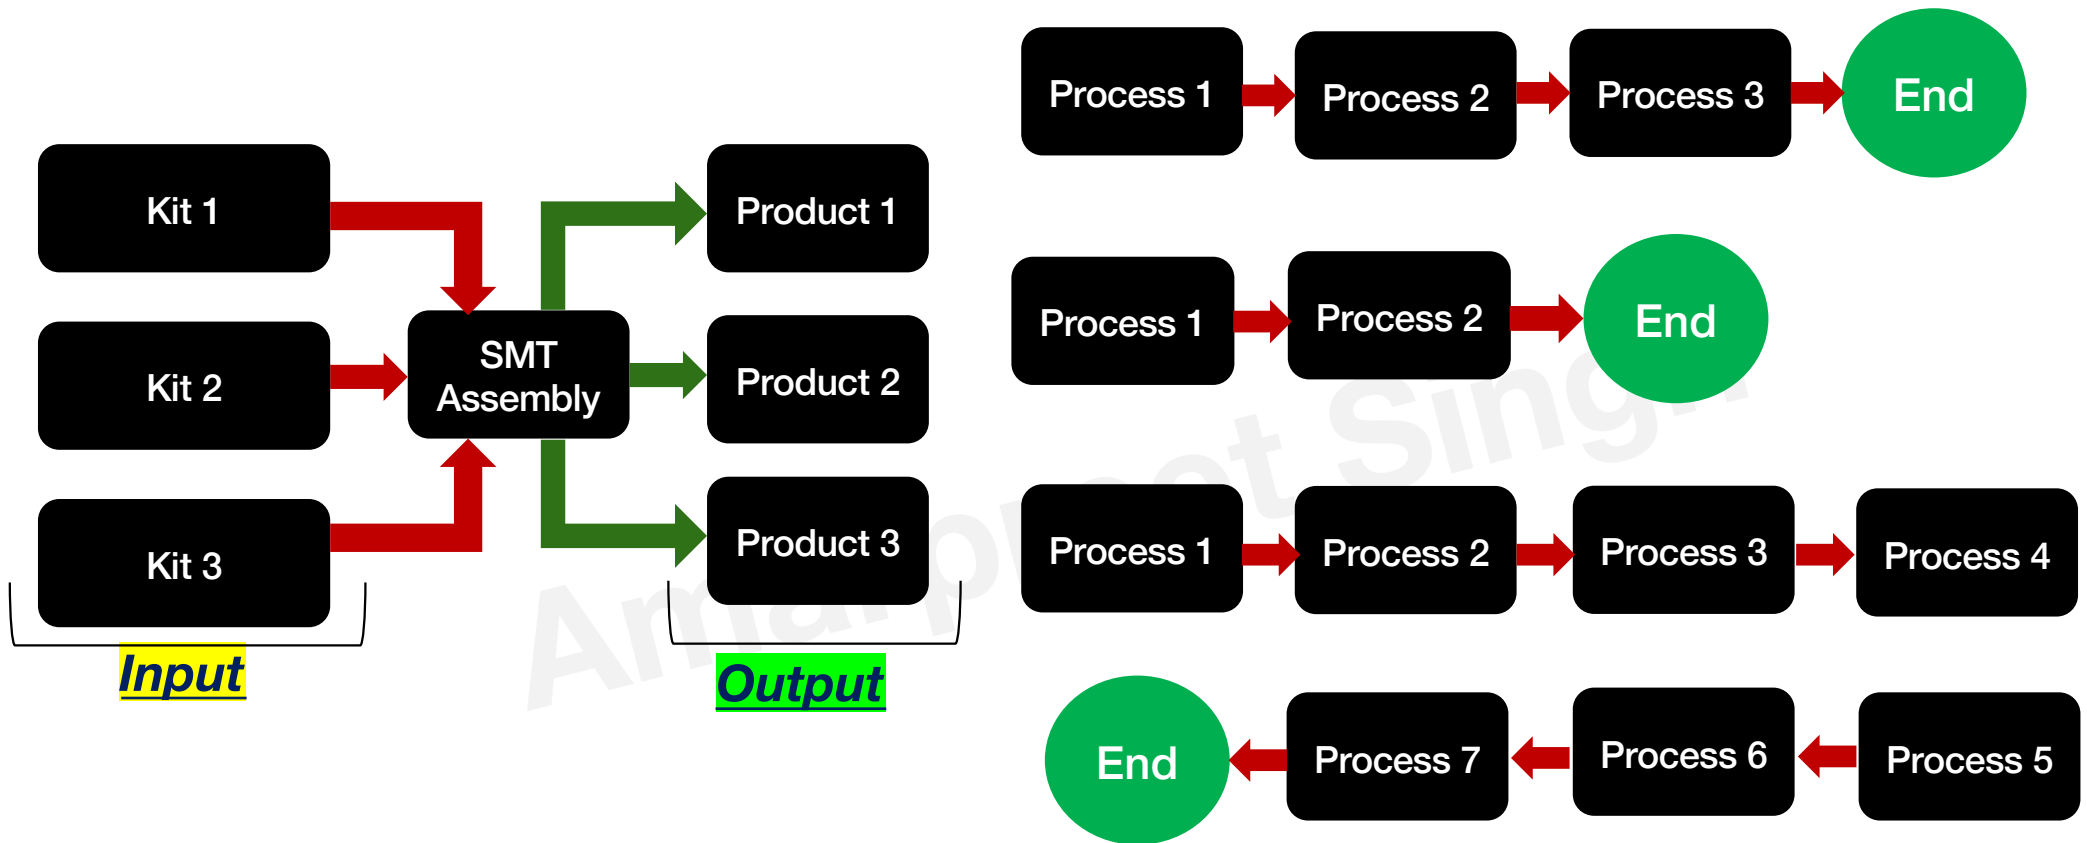 Kit 1
Kit 2
Kit 3
Input
SMT
Assembly
Product 1
Product 2
Product 3
Output
Process 1
Process 2
Process 3
End
Process 1
Process 2
End
Process 1
Process 2
Process 3
Process 4
Process 5
Process 6
Process 7
End
Amarpreet Singh